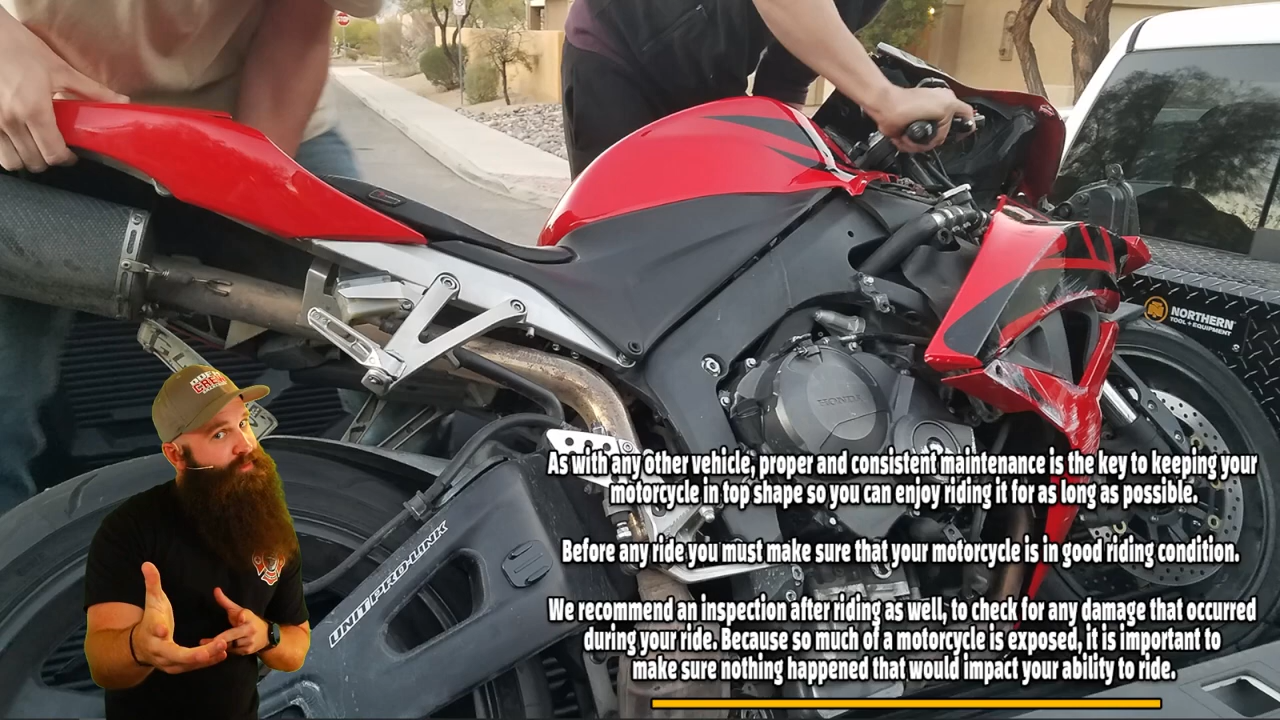 NORTHERN
TOOL + EQUIPMENT
HONDA
CREW
UNIT PRO-LINK
As with any other vehicle, proper and consistent maintenance is the key to keeping your
motorcycle in top shape so you can enjoy riding it for as long as possible.
Before any ride you must make sure that your motorcycle is in good riding condition.
We recommend an inspection after riding as well, to check for any damage that occurred
during your ride. Because so much of a motorcycle is exposed, it is important to
make sure nothing happened that would impact your ability to ride.